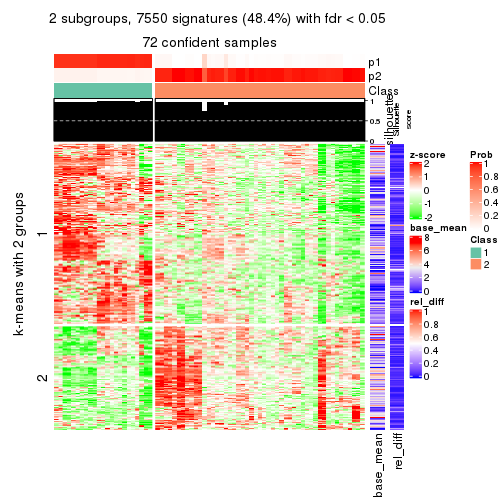 2 subgroups, 7550 signatures (48.4%) with fdr < 0.05
72 confident samples
p1
p2
Class
1
0.5
0
silhouette
Silhouette
score
k-means with 2 groups
1
2
base_mean
rel_diff
z-score
2
1
0
-1
-2
base_mean
8
6
4
2
0
rel_diff
1
0.8
0.6
0.4
0.2
0
Prob
1
0.8
0.6
0.4
0.2
0
Class
1
2